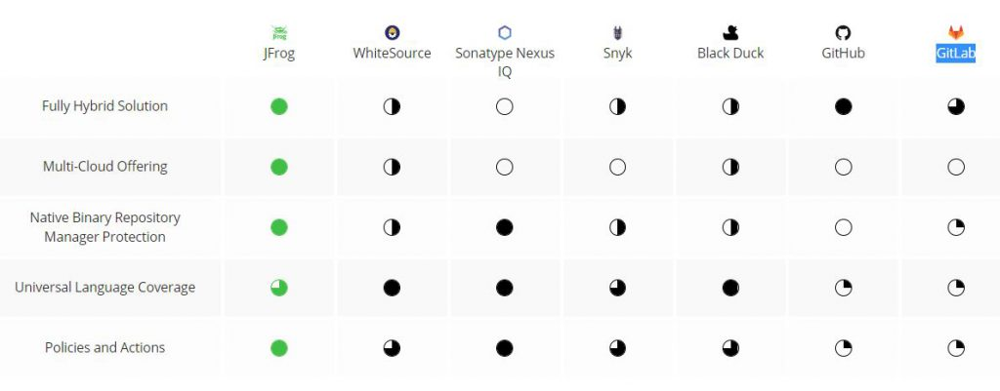 JFrog
JFrog
WhiteSource
Sonatype Nexus
IQ
Snyk
Black Duck
GitHub
GitLab
Fully Hybrid Solution
Multi-Cloud Offering
Native Binary Repository
Manager Protection
Universal Language Coverage
Policies and Actions